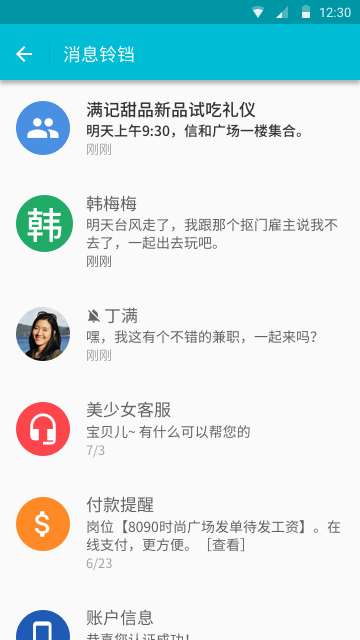 12:30
消息铃铛
满记甜品新品试吃礼仪
明天上午9:30，信和广场一楼集合。
刚刚
韩
韩梅梅
明天台风走了，我跟那个抠门雇主说我不
去了，一起出去玩吧。
刚刚
丁满
嘿，我这有个不错的兼职，一起来吗？
刚刚
美少女客服
宝贝儿~ 有什么可以帮您的
7/3
付款提醒
岗位【8090时尚广场发单待发工资】。在
线支付，更方便。［查看］
6/23
账户信息
恭喜您认证成功！